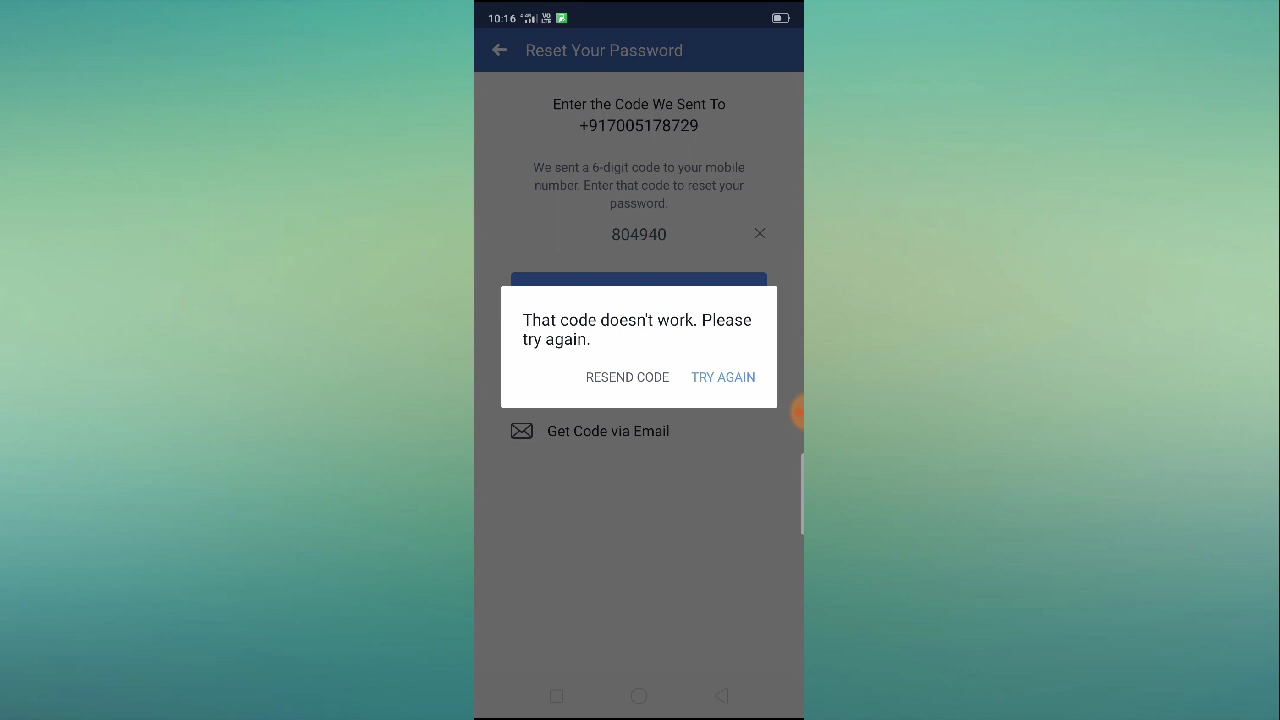 10:16
Reset Your Password
Enter the Code We Sent To
+917005178729
We sent a 6-digit code to your mobile
number. Enter that code to reset your
password.
804940
That code doesn't work. Please
try again.
RESEND CODE TRY AGAIN
Get Code via Email